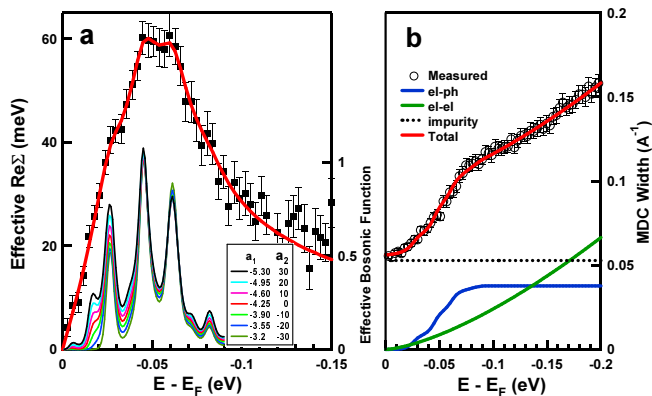 a
Effective ReΣ (meV)
60
40
20
0
1
0.5
0
Effective Bosonic Function
a1 a2
-5.30 30
-4.95 20
-4.60 10
-4.25 0
-3.90 -10
-3.55 -20
-3.2 -30
0 -0.05 -0.1 -0.15
E - EF (eV)
b
Measured
el-ph
el-el
impurity
Total
0.2
0.15
0.1
0.05
0
MDC Width (A-1)
0 -0.05 -0.1 -0.15 -0.2
E - EF (eV)